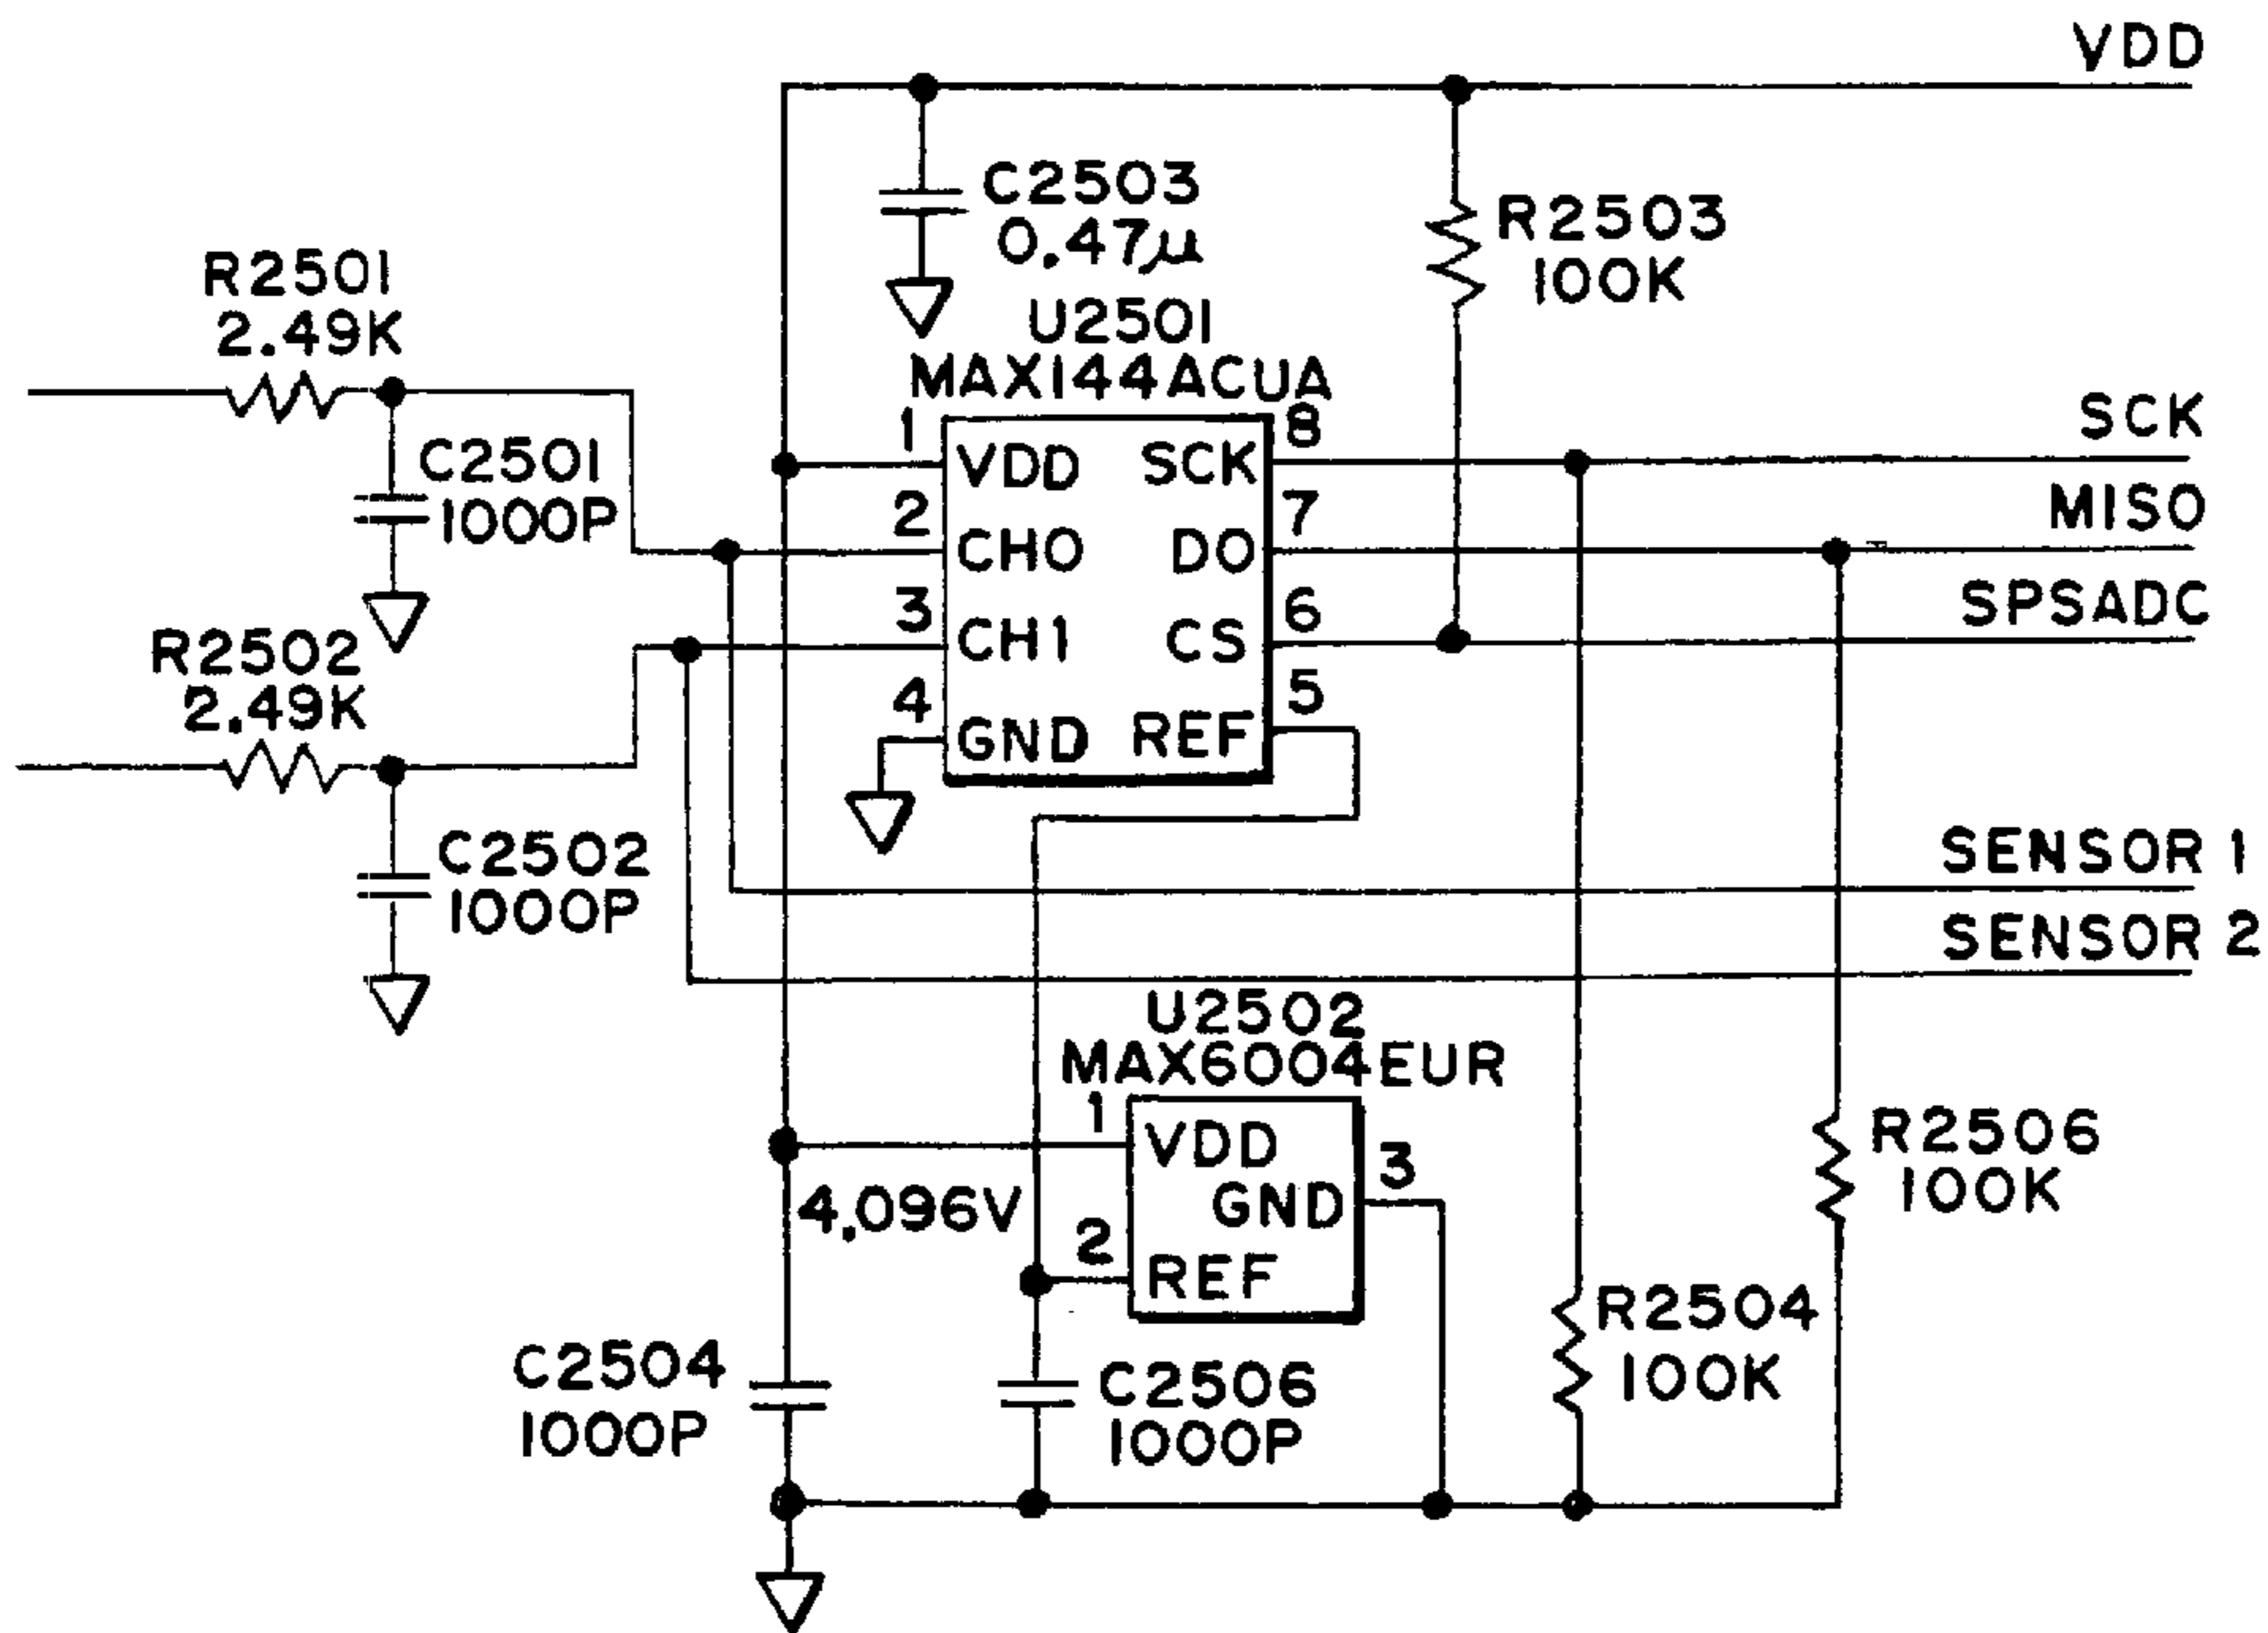 VDD
C2503
0.47μ
R2503
100K
R2501
2.49K
U2501
MAX144ACUA
1
8
VDD
SCK
SCK
C2501
1000P
2
7
CH0
DO
MISO
3
6
CH1
CS
SPSADC
R2502
2.49K
4
5
GND
REF
C2502
1000P
SENSOR 1
SENSOR 2
U2502
MAX6004EUR
1
VDD
3
GND
4.096V
2
REF
R2506
100K
R2504
100K
C2504
1000P
C2506
1000P